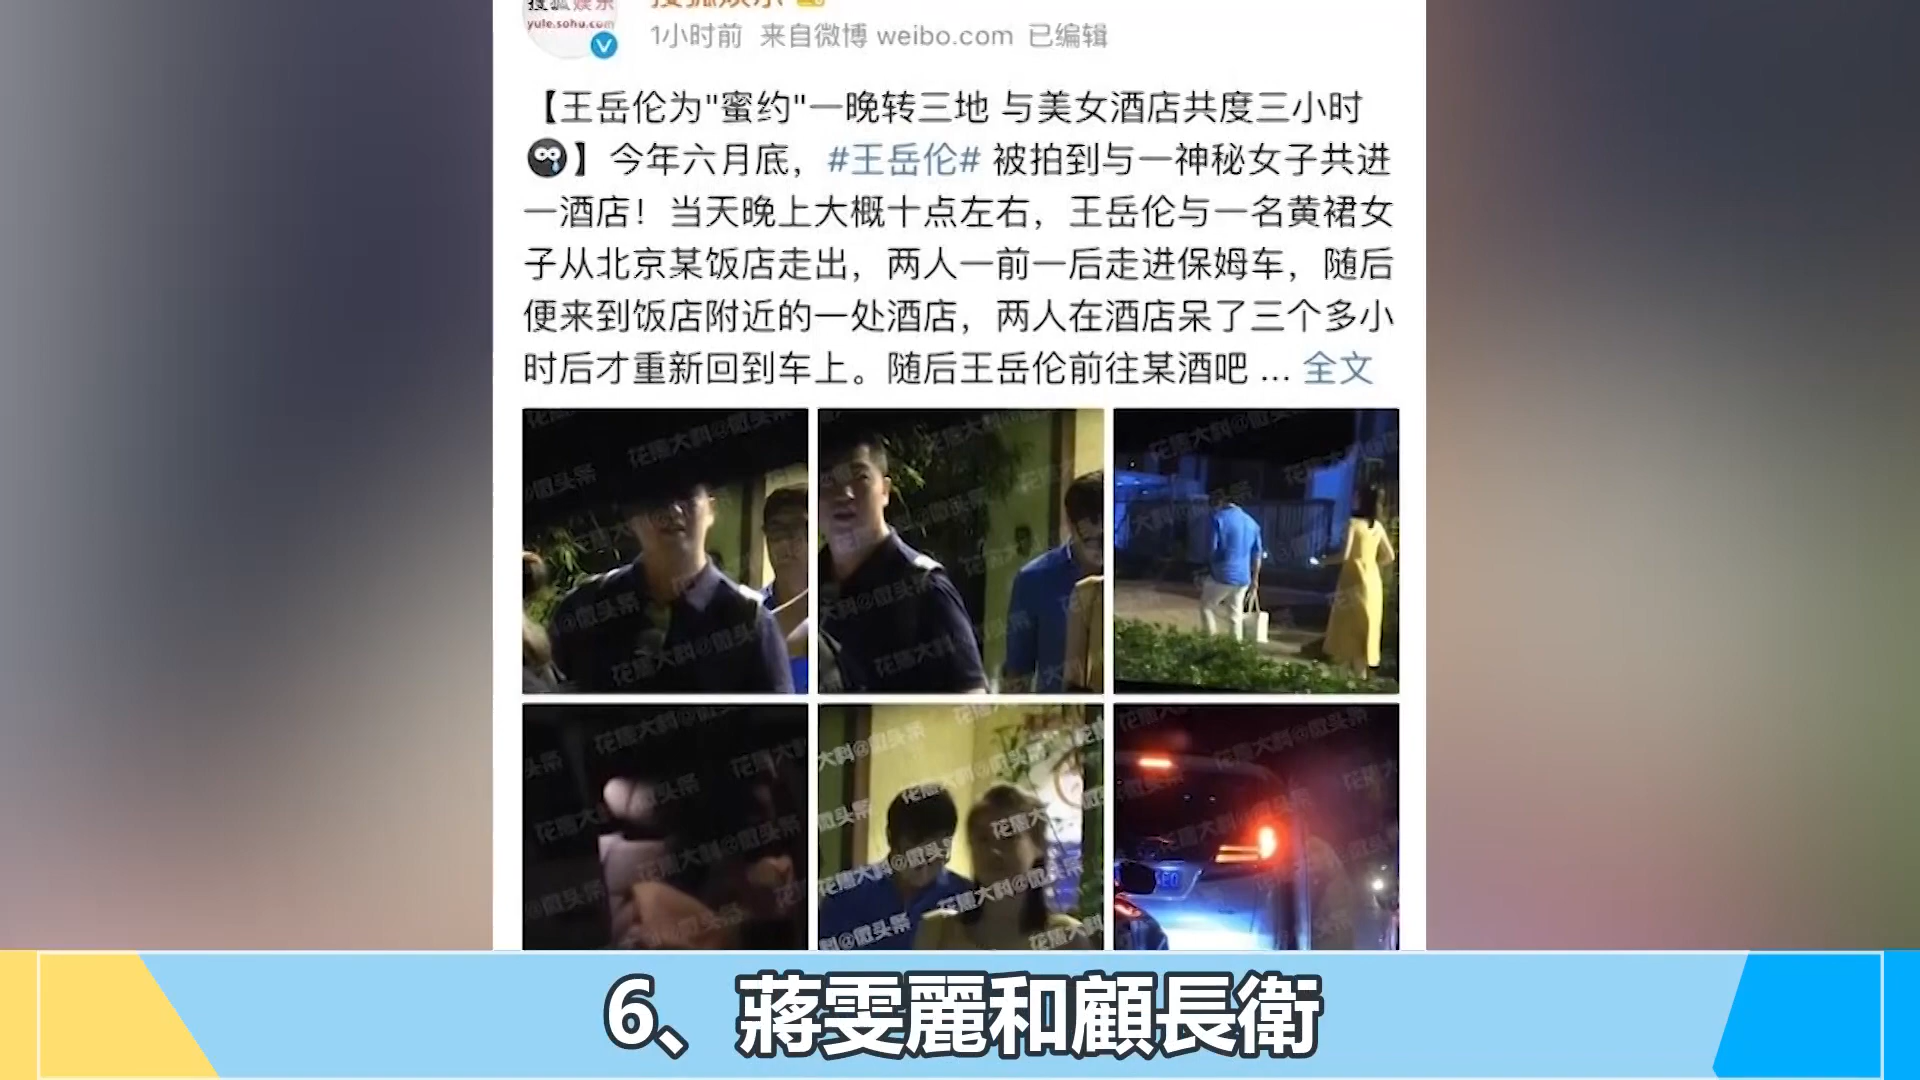 搜狐娱乐
yule.sohu.com
1小时前 来自微博 weibo.com 已编辑
【王岳伦为"蜜约"一晚转三地 与美女酒店共度三小时
】今年六月底，#王岳伦# 被拍到与一神秘女子共进
一酒店！当天晚上大概十点左右，王岳伦与一名黄裙女
子从北京某饭店走出，两人一前一后走进保姆车，随后
便来到饭店附近的一处酒店，两人在酒店呆了三个多小
时后才重新回到车上。随后王岳伦前往某酒吧 ... 全文
6、蔣雯麗和顧長衛